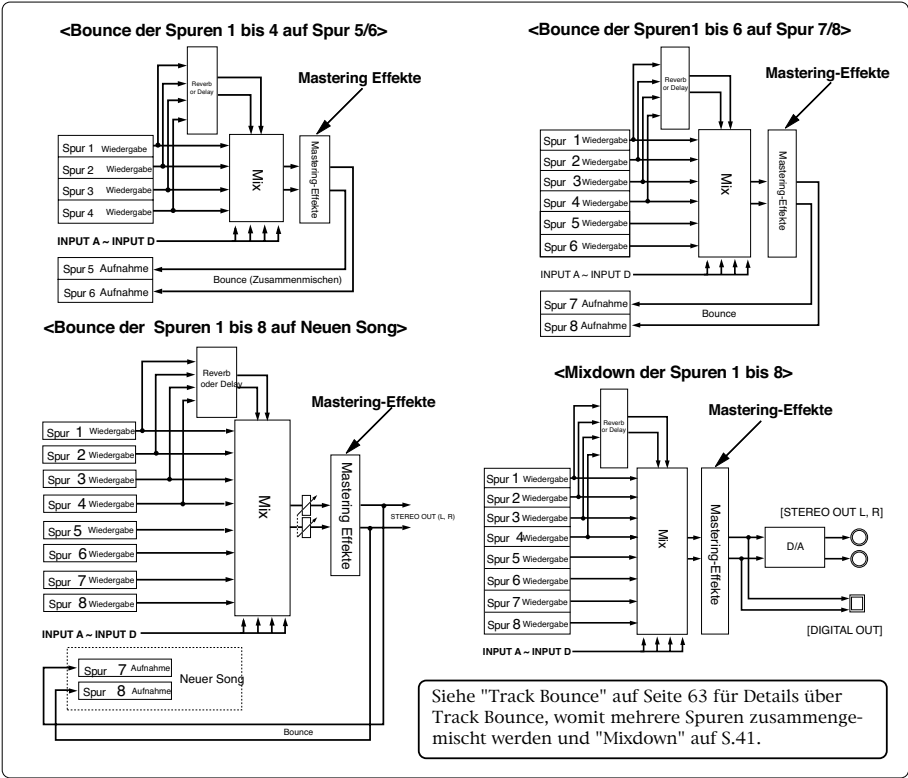 <Bounce der Spuren 1 bis 4 auf Spur 5/6>
Mastering Effekte
Reverb
or Delay
Spur 1 Wiedergabe
Spur 2 Wiedergabe
Spur 3 Wiedergabe
Spur 4 Wiedergabe
Mix
Mastering-Effekte
INPUT A ~ INPUT D
Spur 5 Aufnahme
Spur 6 Aufnahme
Bounce (Zusammenmischen)
<Bounce der Spuren1 bis 6 auf Spur 7/8>
Mastering-Effekte
Reverb
or Delay
Spur 1 Wiedergabe
Spur 2 Wiedergabe
Spur 3 Wiedergabe
Spur 4 Wiedergabe
Spur 5 Wiedergabe
Spur 6 Wiedergabe
Mix
Mastering-Effekte
INPUT A ~ INPUT D
Spur 7 Aufnahme
Spur 8 Aufnahme
Bounce
<Bounce der Spuren 1 bis 8 auf Neuen Song>
Mastering-Effekte
Reverb
oder Delay
Spur 1 Wiedergabe
Spur 2 Wiedergabe
Spur 3 Wiedergabe
Spur 4 Wiedergabe
Spur 5 Wiedergabe
Spur 6 Wiedergabe
Spur 7 Wiedergabe
Spur 8 Wiedergabe
Mix
Mastering Effekte
STEREO OUT (L, R)
INPUT A ~ INPUT D
Spur 7 Aufnahme
Spur 8 Aufnahme
Neuer Song
Bounce
<Mixdown der Spuren 1 bis 8>
Mastering-Effekte
Reverb
or Delay
Spur 1 Wiedergabe
Spur 2 Wiedergabe
Spur 3 Wiedergabe
Spur 4 Wiedergabe
Spur 5 Wiedergabe
Spur 6 Wiedergabe
Spur 7 Wiedergabe
Spur 8 Wiedergabe
Mix
Mastering-Effekte
[STEREO OUT L, R]
D/A
[DIGITAL OUT]
INPUT A ~ INPUT D
Siehe "Track Bounce" auf Seite 63 für Details über
Track Bounce, womit mehrere Spuren zusammenge-
mischt werden und "Mixdown" auf S.41.